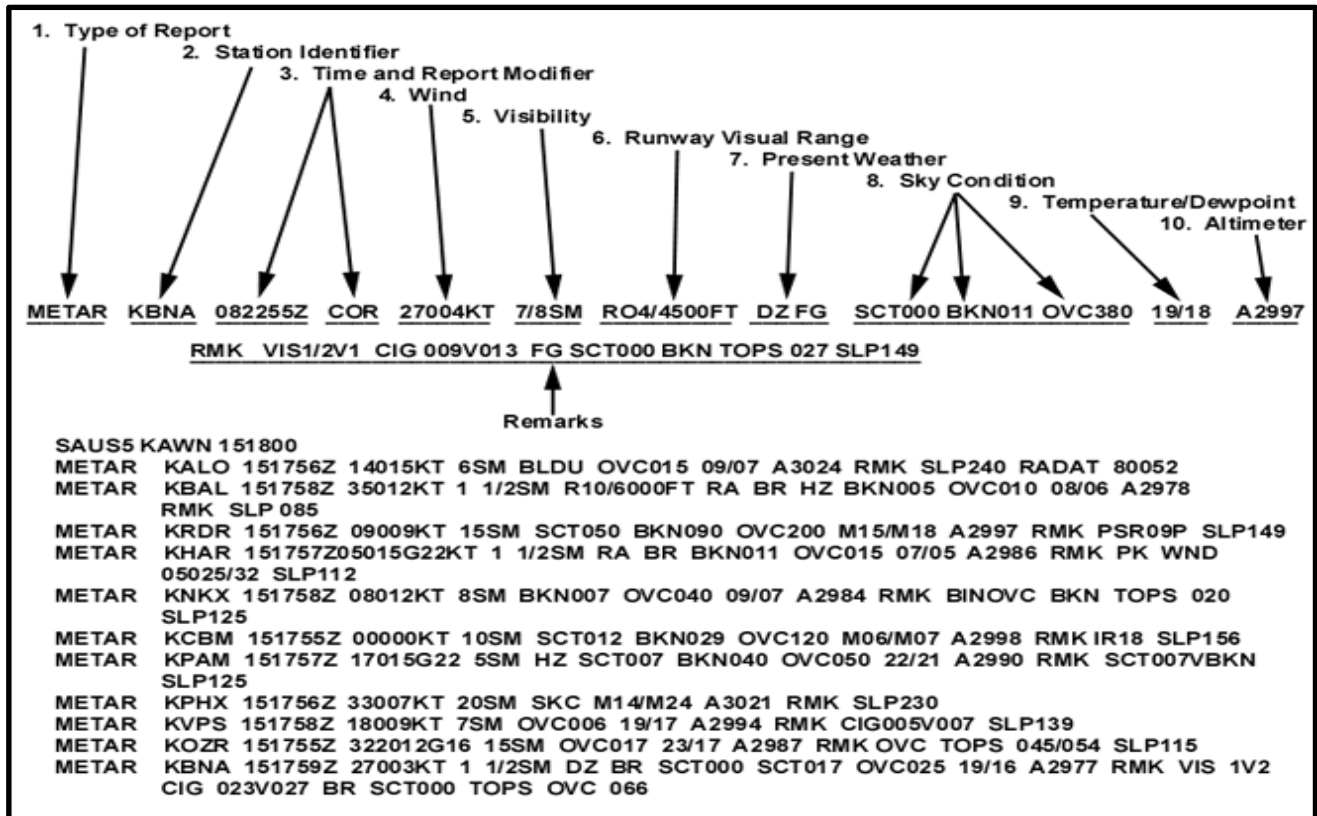 1. Type of Report
2. Station Identifier
3. Time and Report Modifier
4. Wind
5. Visibility
6. Runway Visual Range
7. Present Weather
8. Sky Condition
9. Temperature/Dewpoint
10. Altimeter
METAR KBNA 082255Z COR 27004KT 7/8SM RO4/4500FT DZ FG SCT000 BKN011 OVC380 19/18 A2997
RMK VIS1/2V1 CIG 009V013 FG SCT000 BKN TOPS 027 SLP149
Remarks
SAUS5 KAWN 151800
METAR KALO 151756Z 14015KT 6SM BLDU OVC015 09/07 A3024 RMK SLP240 RADAT 80052
METAR KBAL 151758Z 35012KT 1 1/2SM R10/6000FT RA BR HZ BKN005 OVC010 08/06 A2978
RMK SLP 085
METAR KRDR 151756Z 09009KT 15SM SCT050 BKN090 OVC200 M15/M18 A2997 RMK PSR09P SLP149
METAR KHAR 151757Z05015G22KT 1 1/2SM RA BR BKN011 OVC015 07/05 A2986 RMK PK WND
05025/32 SLP112
METAR KNKX 151758Z 08012KT 8SM BKN007 OVC040 09/07 A2984 RMK BINOVC BKN TOPS 020
SLP125
METAR KCBM 151755Z 00000KT 10SM SCT012 BKN029 OVC120 M06/M07 A2998 RMK IR18 SLP156
METAR KPAM 151757Z 17015G22 5SM HZ SCT007 BKN040 OVC050 22/21 A2990 RMK SCT007VBKN
SLP125
METAR KPHX 151756Z 33007KT 20SM SKC M14/M24 A3021 RMK SLP230
METAR KVPS 151758Z 18009KT 7SM OVC006 19/17 A2994 RMK CIG005V007 SLP139
METAR KOZR 151755Z 322012G16 15SM OVC017 23/17 A2987 RMK OVC TOPS 045/054 SLP115
METAR KBNA 151759Z 27003KT 1 1/2SM DZ BR SCT000 SCT017 OVC025 19/16 A2977 RMK VIS 1V2
CIG 023V027 BR SCT000 TOPS OVC 066